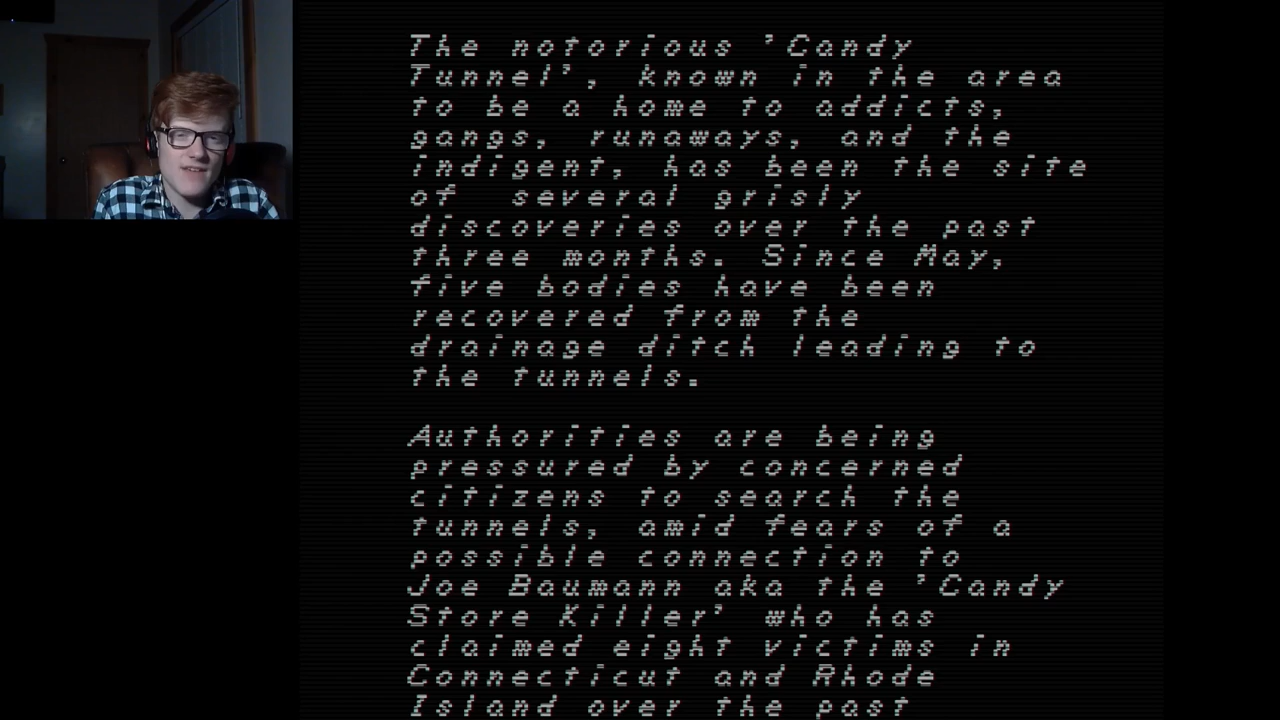 The notorious 'Candy
Tunnel', known in the area
to be a home to addicts,
gangs, runaways, and the
indigent, has been the site
of  several grisly
discoveries over the past
three months. Since May,
five bodies have been
recovered from the
drainage ditch leading to
the tunnels.
Authorities are being
pressured by concerned
citizens to search the
tunnels, amid fears of a
possible connection to
Joe Baumann aka the 'Candy
Store Killer' who has
claimed eight victims in
Connecticut and Rhode
Island over the past